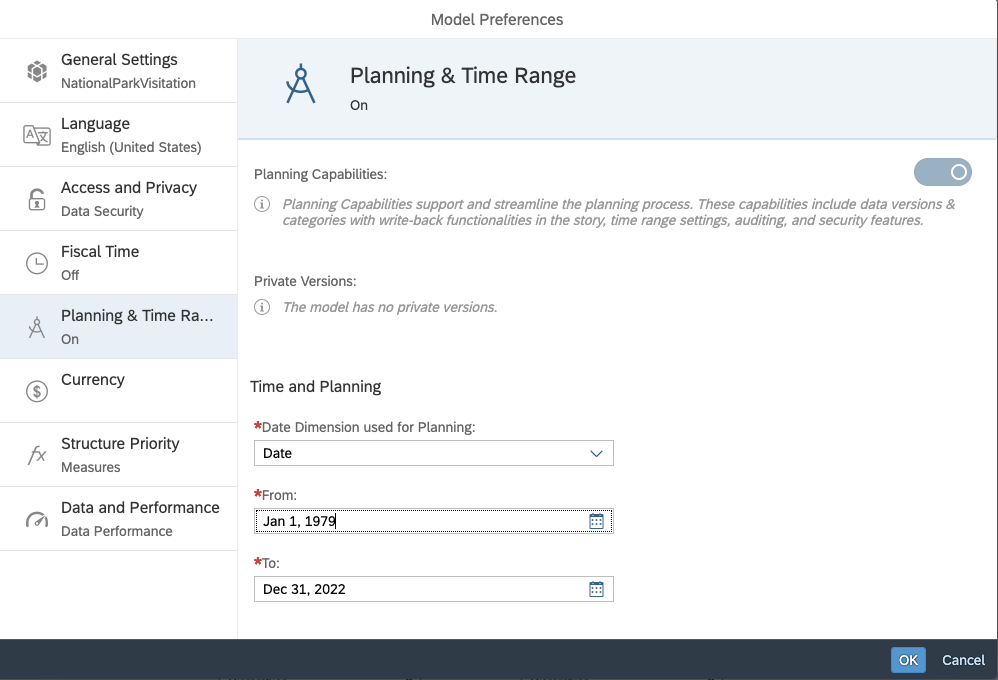 Model Preferences
General Settings
NationalParkVisitation
Language
English (United States)
Access and Privacy
Data Security
Fiscal Time
Off
Planning & Time Ra...
On
Currency
Structure Priority
Measures
Data and Performance
Data Performance
Planning & Time Range
On
Planning Capabilities:
Planning Capabilities support and streamline the planning process. These capabilities include data versions &
categories with write-back functionalities in the story, time range settings, auditing, and security features.
Private Versions:
The model has no private versions.
Time and Planning
*Date Dimension used for Planning:
Date
*From:
Jan 1, 1979
*To:
Dec 31, 2022
OK Cancel